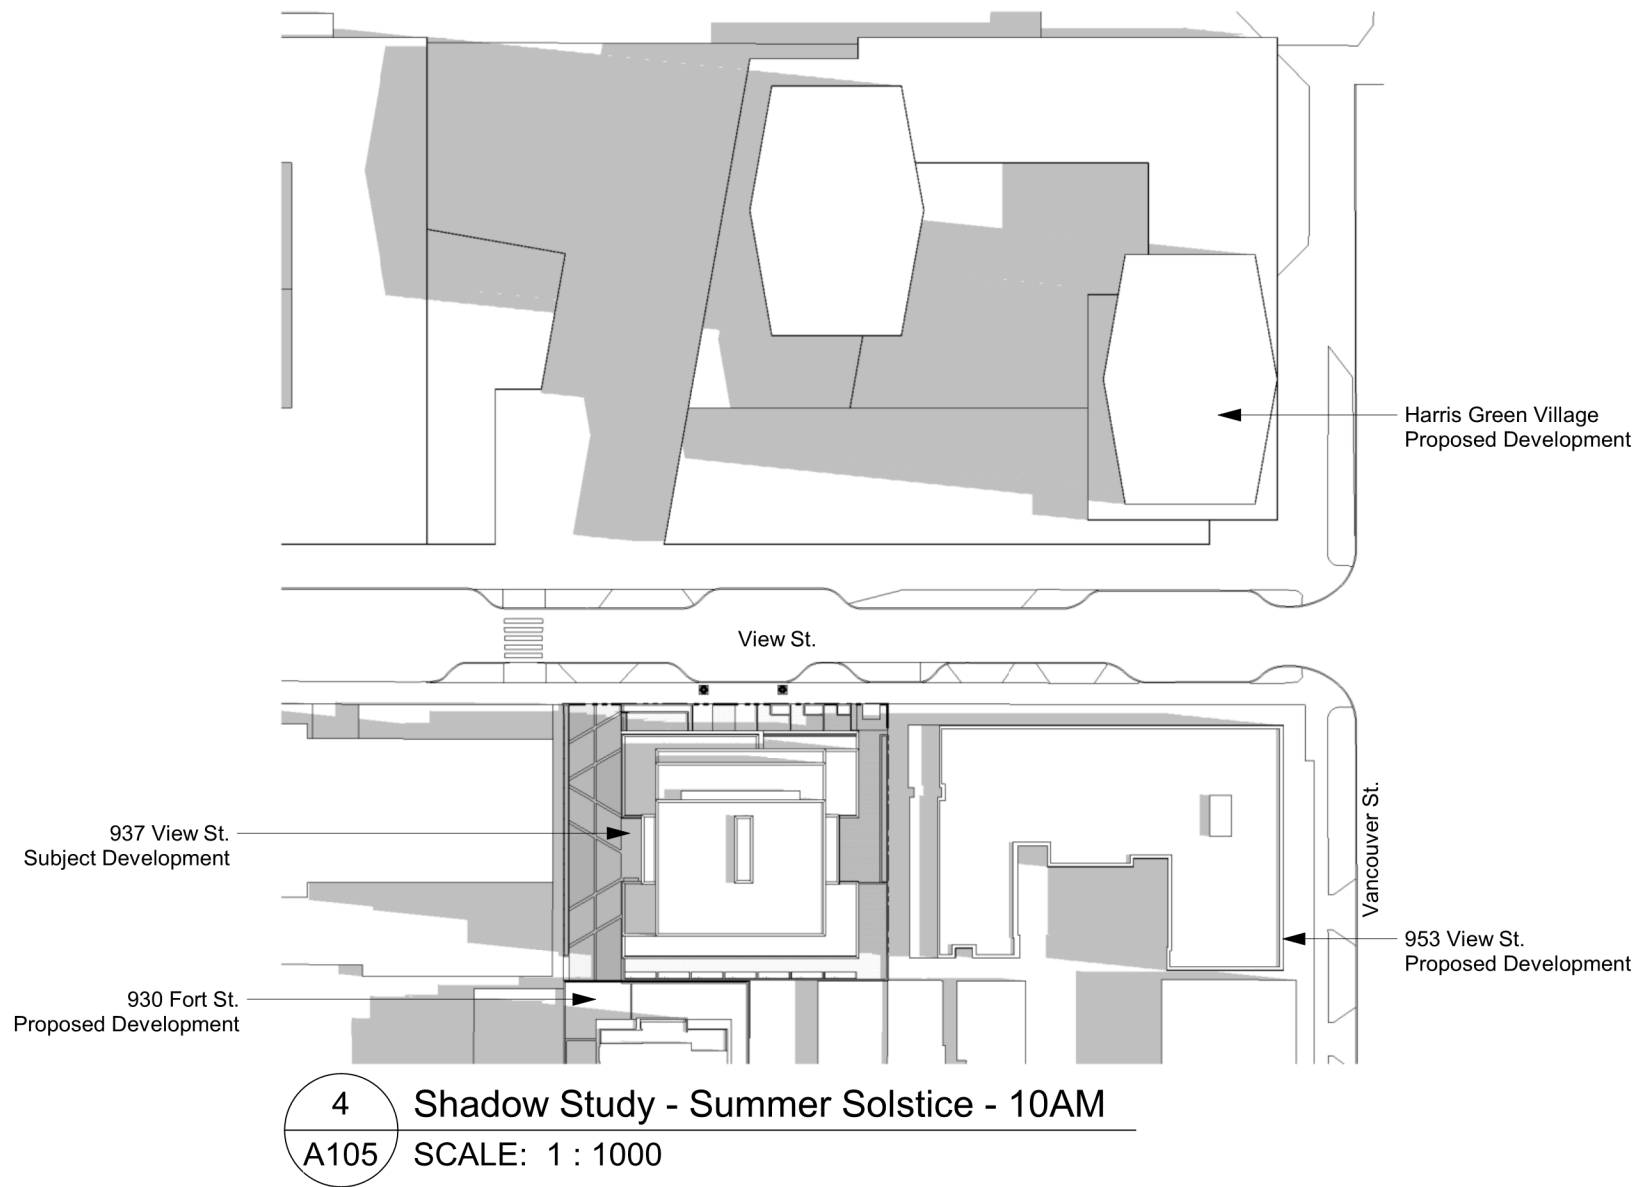 Harris Green Village
Proposed Development
View St.
937 View St.
Subject Development
Vancouver St.
953 View St.
Proposed Development
930 Fort St.
Proposed Development
4
A105
Shadow Study - Summer Solstice - 10AM
SCALE: 1 : 1000